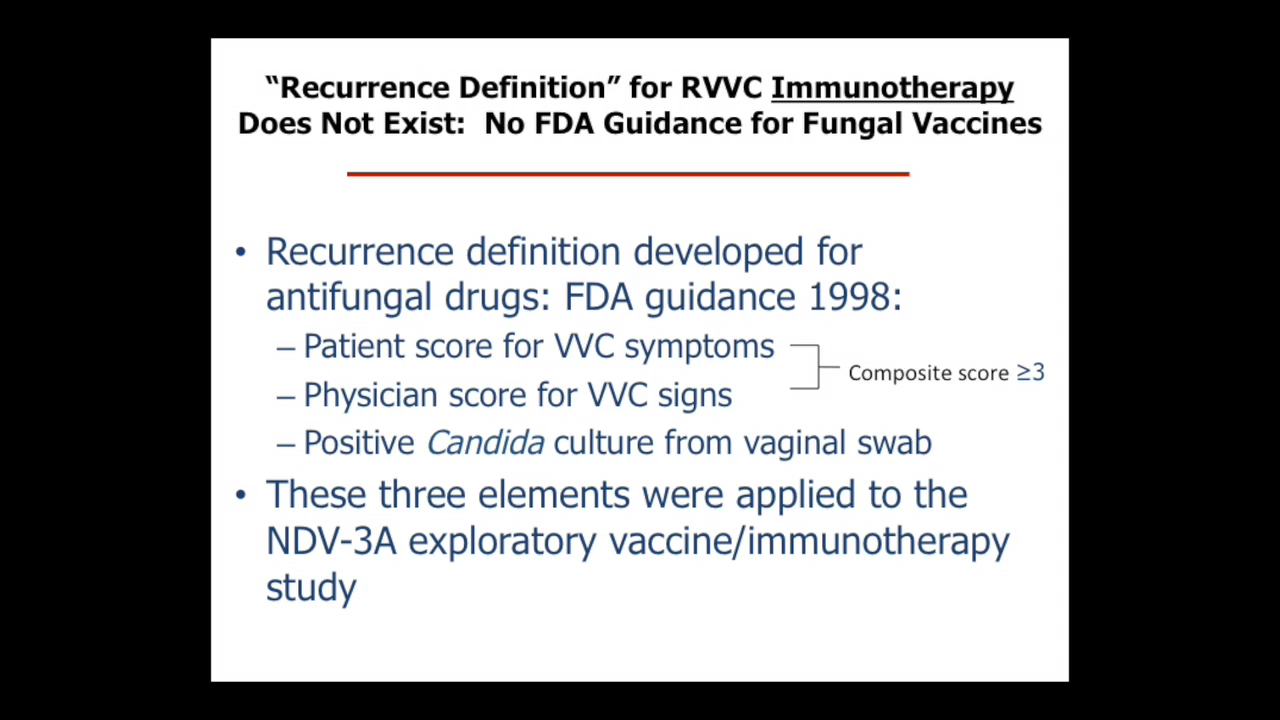 “Recurrence Definition” for RVVC Immunotherapy
Does Not Exist: No FDA Guidance for Fungal Vaccines
• Recurrence definition developed for
antifungal drugs: FDA guidance 1998:
– Patient score for VVC symptoms
Composite score ≥3
– Physician score for VVC signs
– Positive Candida culture from vaginal swab
• These three elements were applied to the
NDV-3A exploratory vaccine/immunotherapy
study